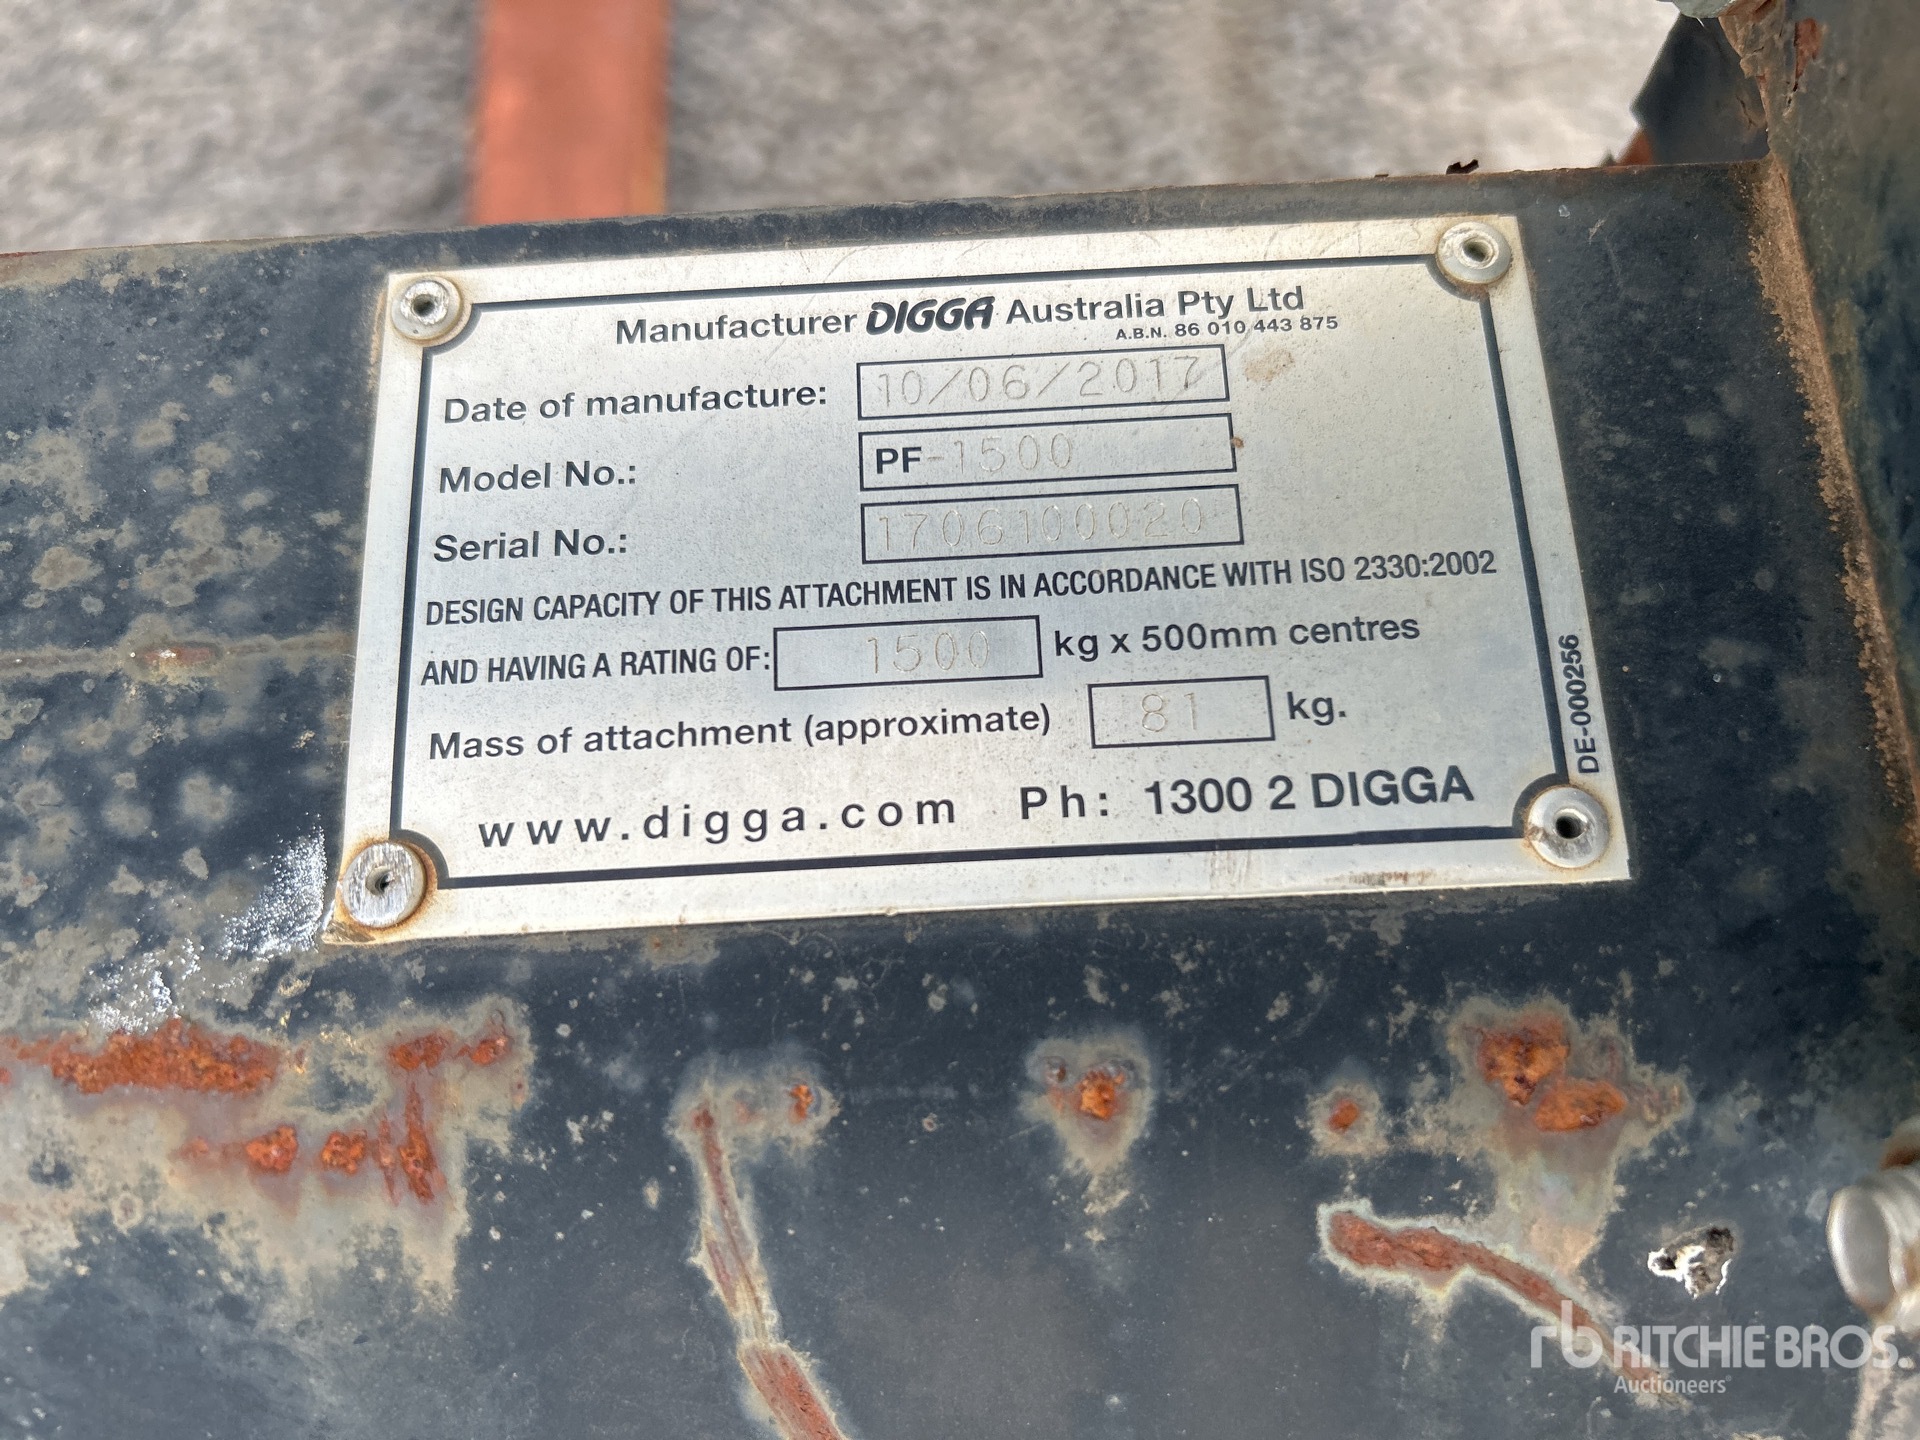 Manufacturer DIGGA Australia Pty Ltd
A.B.N. 86 010 443 875
Date of manufacture: 10/06/2017
Model No.: PF-1500
Serial No.: 1706100020
DESIGN CAPACITY OF THIS ATTACHMENT IS IN ACCORDANCE WITH ISO 2330:2002
AND HAVING A RATING OF: 1500 kg x 500mm centres
Mass of attachment (approximate) 81 kg.
www.digga.com Ph: 1300 2 DIGGA
DE-000256
rb RITCHIE BROS.
Auctioneers